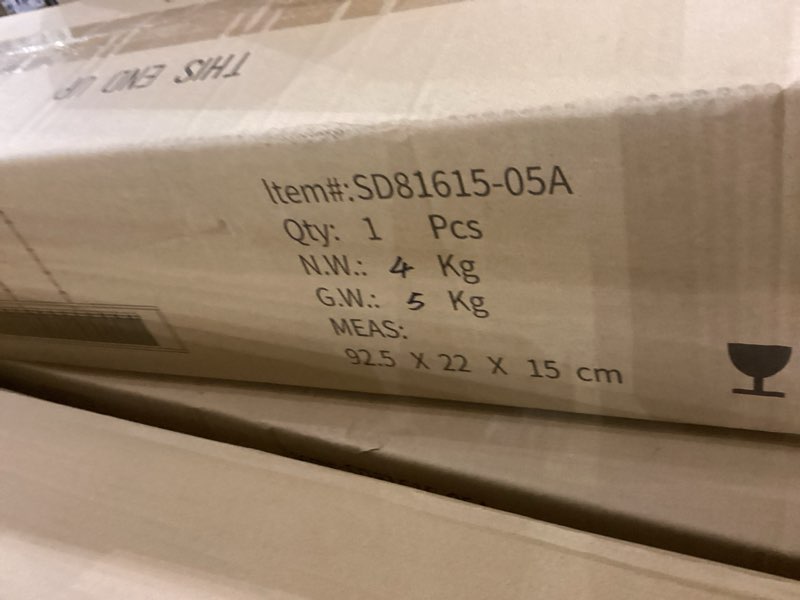 THIS END UP
Item#:SD81615-05A
Qty: 1 Pcs
N.W.: 4 Kg
G.W.: 5 Kg
MEAS:
92.5 X 22 X 15 cm